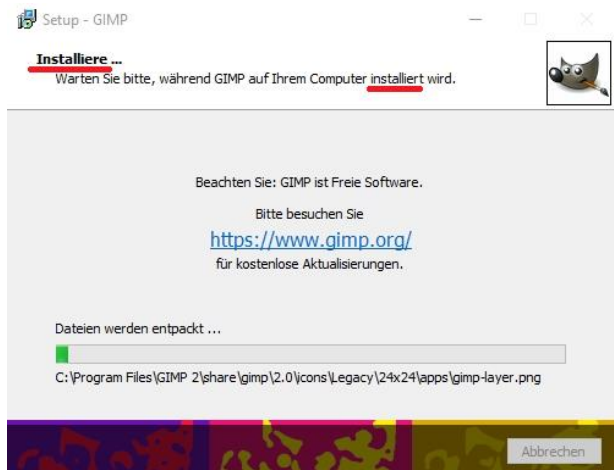 Setup - GIMP
Installiere ...
Warten Sie bitte, während GIMP auf Ihrem Computer installiert wird.
Beachten Sie: GIMP ist Freie Software.
Bitte besuchen Sie
https://www.gimp.org/
für kostenlose Aktualisierungen.
Dateien werden entpackt ...
C:\Program Files\GIMP 2\share\gimp\2.0\icons\Legacy\24x24\apps\gimp-layer.png
Abbrechen